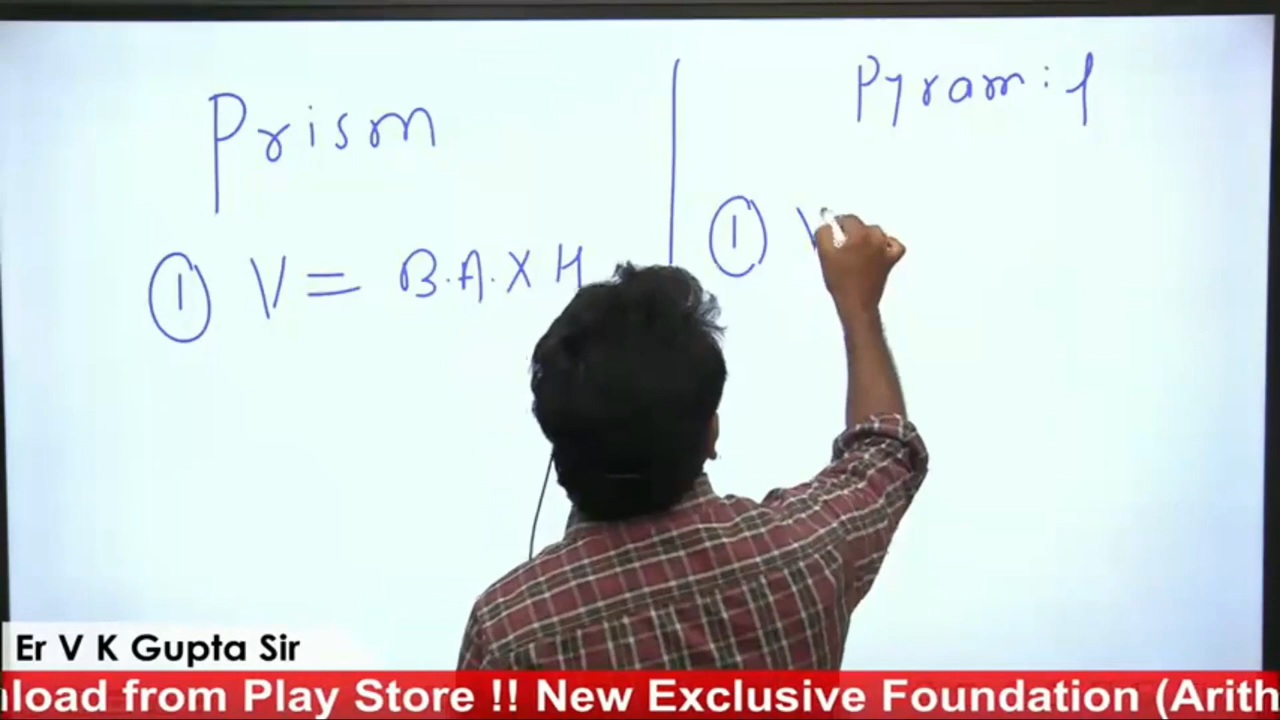 Prism
① V = B.A. X H
Pyramid
① V
Er V K Gupta Sir
nload from Play Store !! New Exclusive Foundation (Arith